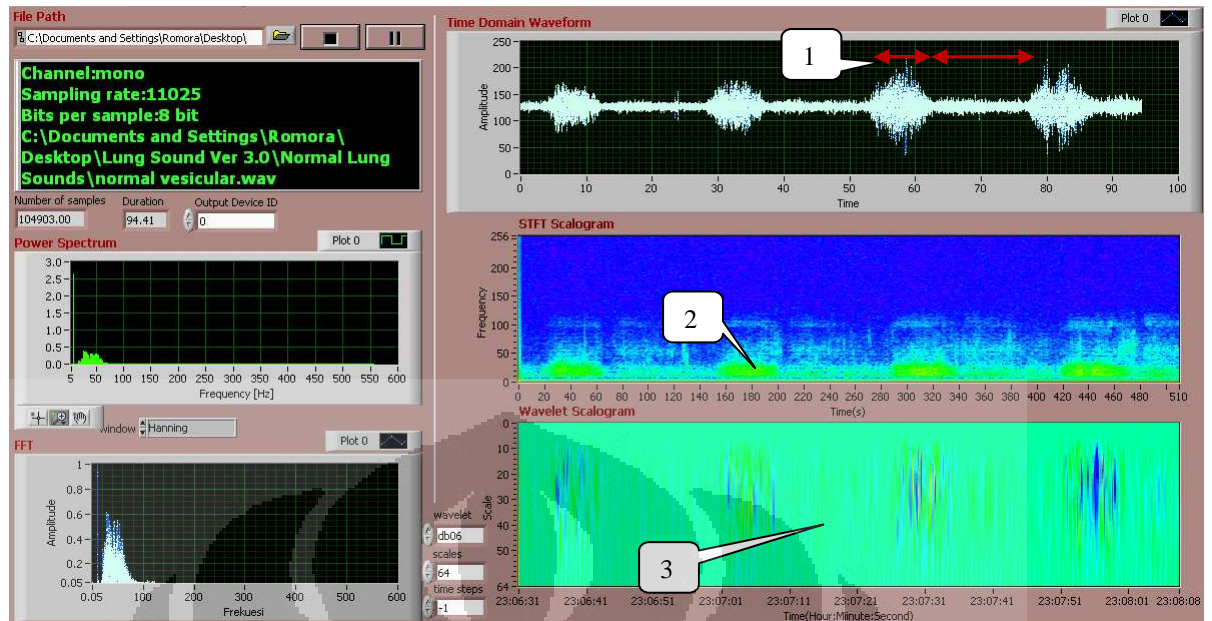 File Path
C:\Documents and Settings\Romora\Desktop\
Channel:mono
Sampling rate:11025
Bits per sample:8 bit
C:\Documents and Settings\Romora\
Desktop\Lung Sound Ver 3.0\Normal Lung
Sounds\normal vesicular.wav
Number of samples Duration Output Device ID
104903.00 94.41 0
Power Spectrum Plot 0
3.0
2.5
2.0
1.5
1.0
0.5
0.0
5 50 100 150 200 250 300 350 400 450 500 550 600
Frequency [Hz]
window Hanning
FFT Plot 0
Amplitude
1
0.8
0.6
0.4
0.2
0.05
0.05 100 200 300 400 500 600
Frekuesi
wavelet
db06
scales
64
time steps
-1
Time Domain Waveform Plot 0
1
Amplitude
250
200
150
100
50
0
0 10 20 30 40 50 60 70 80 90 100
Time
STFT Scalogram
2
Frequency
256
200
150
100
50
0
0 20 40 60 80 100 120 140 160 180 200 220 240 260 280 300 320 340 360 380 400 420 440 460 480 510
Time(s)
Wavelet Scalogram
3
Scale
0
10
20
30
40
50
64
23:06:31 23:06:41 23:06:51 23:07:01 23:07:11 23:07:21 23:07:31 23:07:41 23:07:51 23:08:01 23:08:08
Time(Hour:Minute:Second)